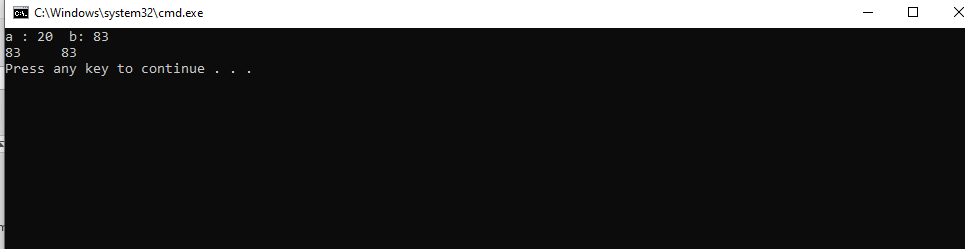 C:\Windows\system32\cmd.exe
a : 20  b: 83
83     83
Press any key to continue . . .